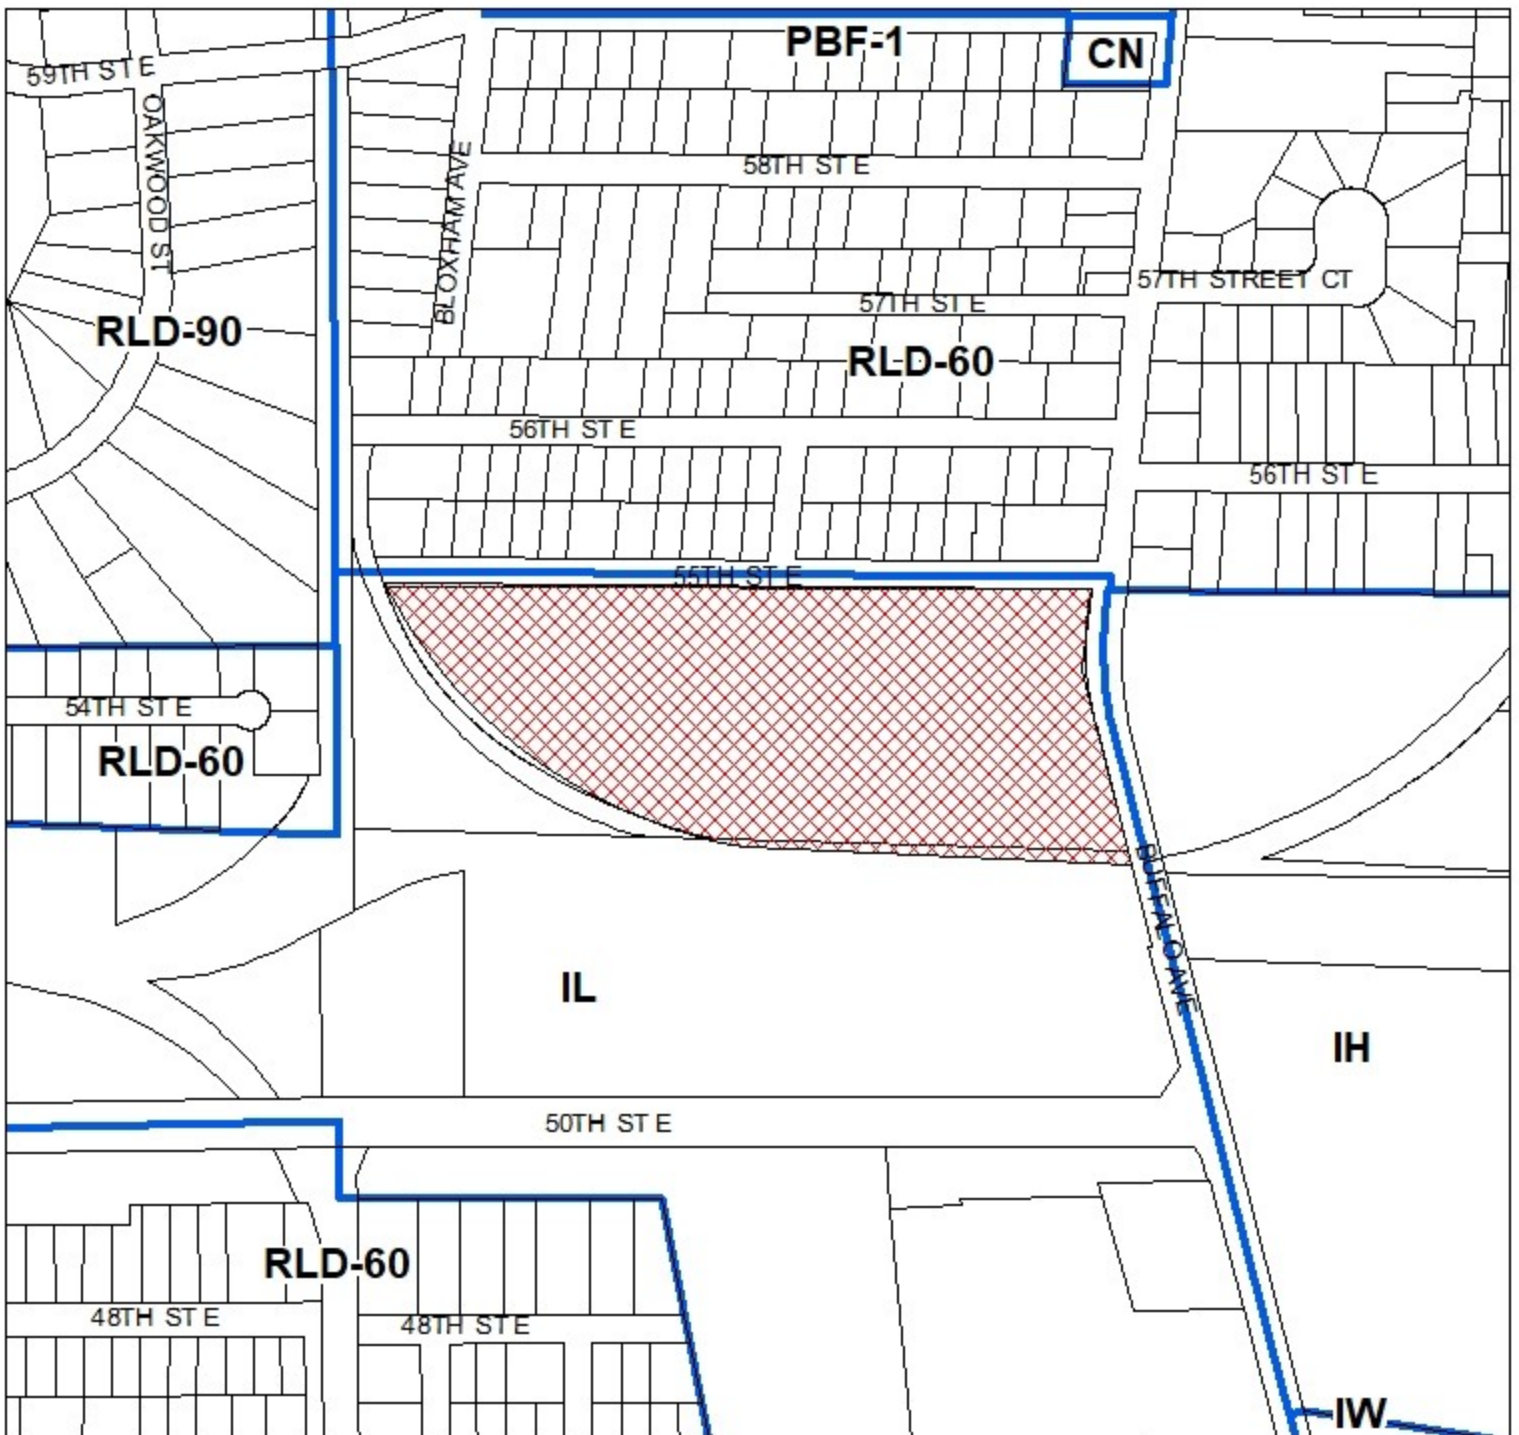 PBF-1
CN
59TH ST E
OAKWOOD ST
BLOXHAM AVE
58TH ST E
57TH STREET CT
57TH ST E
RLD-90
RLD-60
56TH ST E
56TH ST E
55TH ST E
54TH ST E
RLD-60
BUFFALO AVE
IL
IH
50TH ST E
RLD-60
48TH ST E
48TH ST E
IW